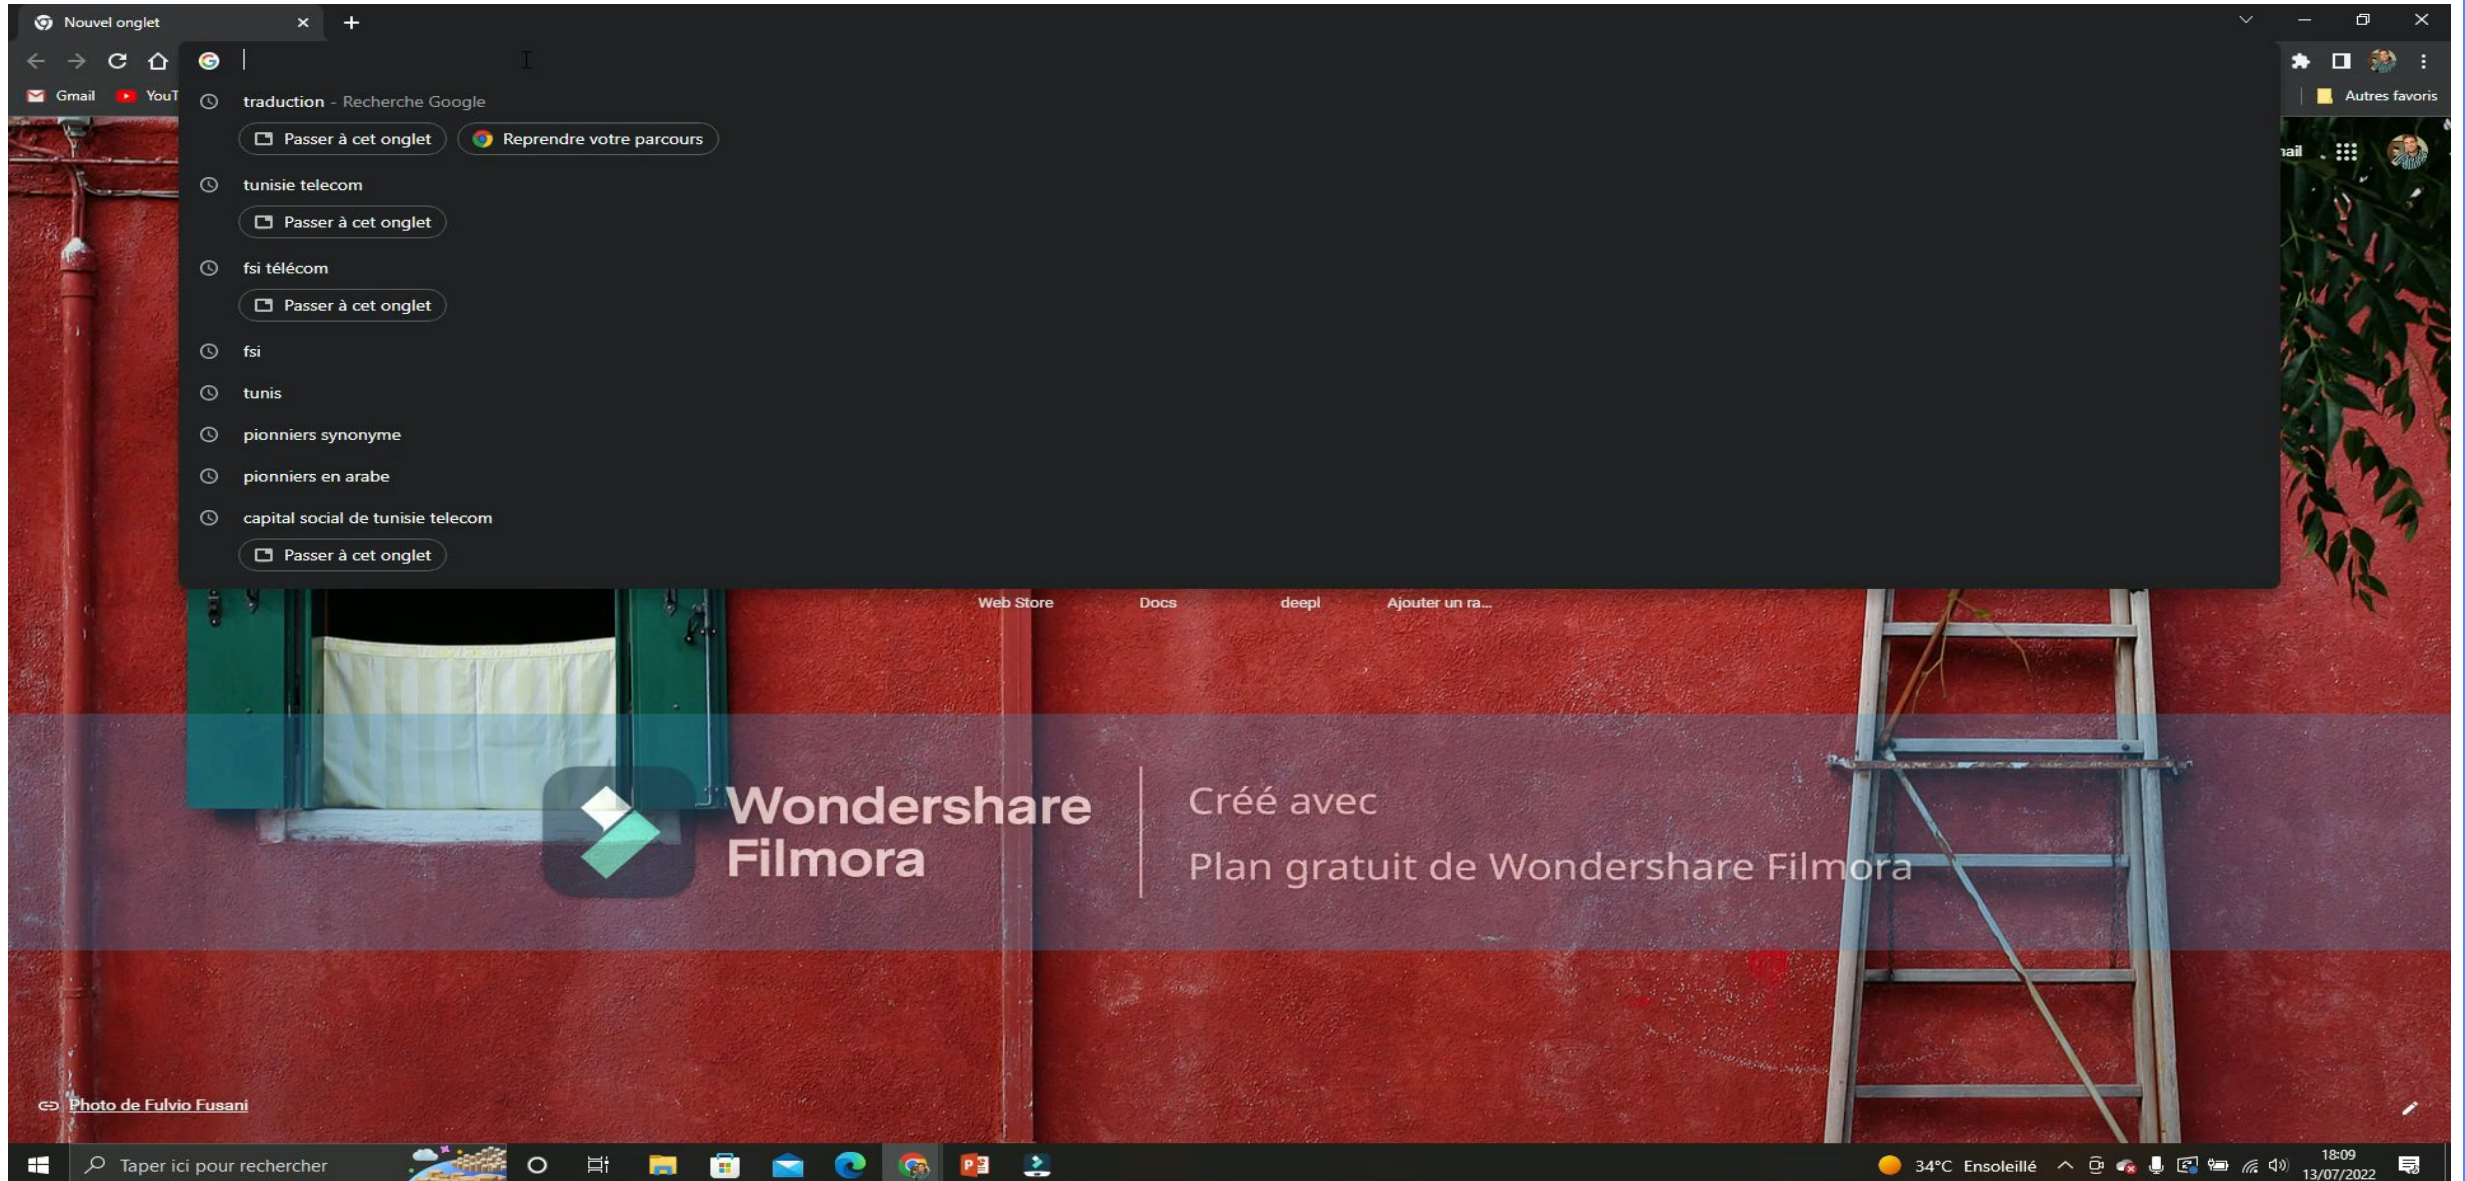 Nouvel onglet
Gmail YouT
Autres favoris
traduction - Recherche Google
Passer à cet onglet Reprendre votre parcours
nail
tunisie telecom
Passer à cet onglet
fsi télécom
Passer à cet onglet
fsi
tunis
pionniers synonyme
pionniers en arabe
capital social de tunisie telecom
Passer à cet onglet
Web Store Docs deepl Ajouter un ra...
Wondershare
Filmora
Créé avec
Plan gratuit de Wondershare Filmora
Photo de Fulvio Fusani
Taper ici pour rechercher
34°C Ensoleillé
18:09
13/07/2022